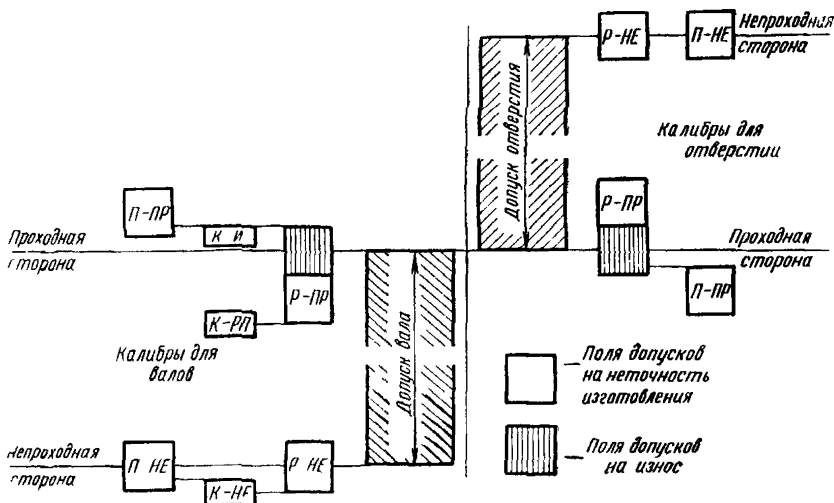 Р-НЕ
П-НЕ
Непроходная
сторона
Допуск отверстия
Калибры для
отверстии
П-ПР
К И
Р-ПР
Проходная
сторона
Проходная
сторона
Р-ПР
П-ПР
К-РП
Допуск вала
Калибры для
валов
Поля допусков
на неточность
изготовления
Непроходная
сторона
П НЕ
Р НЕ
К-НЕ
Поля допусков
на износ